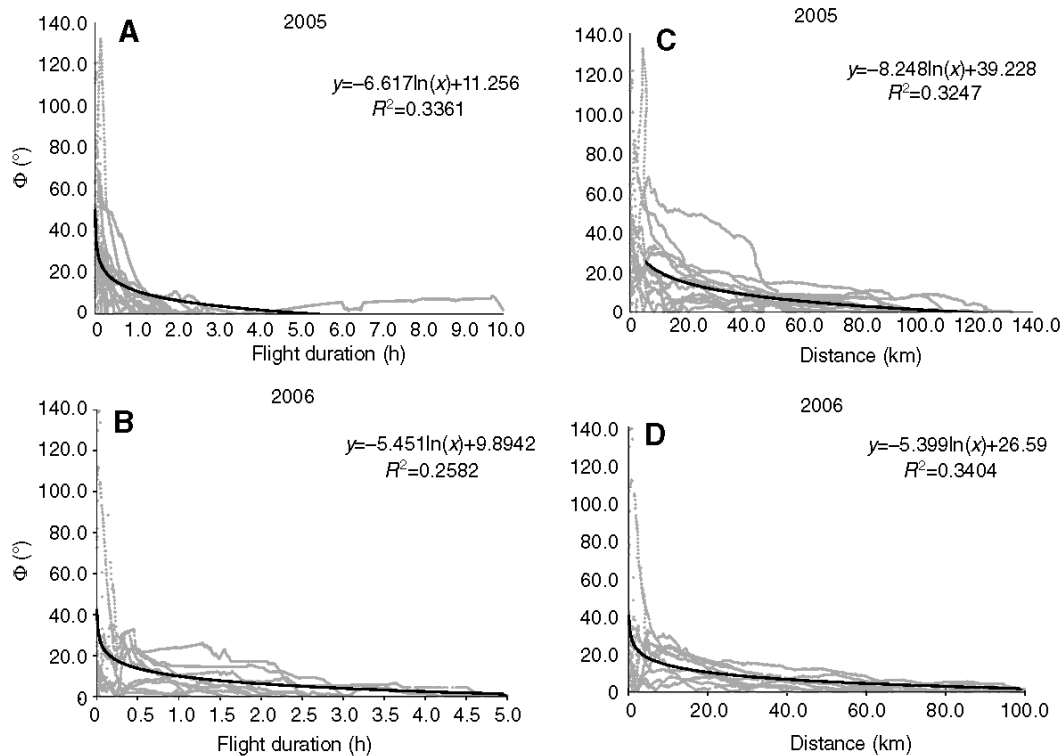 A
2005
140.0
120.0
100.0
80.0
60.0
40.0
20.0
0
Φ (°)
y=–6.617ln(x)+11.256
R²=0.3361
0 1.0 2.0 3.0 4.0 5.0 6.0 7.0 8.0 9.0 10.0
Flight duration (h)
C
2005
140.0
120.0
100.0
80.0
60.0
40.0
20.0
0
y=–8.248ln(x)+39.228
R²=0.3247
0 20.0 40.0 60.0 80.0 100.0 120.0 140.0
Distance (km)
B
2006
140.0
120.0
100.0
80.0
60.0
40.0
20.0
0
Φ (°)
y=–5.451ln(x)+9.8942
R²=0.2582
0 0.5 1.0 1.5 2.0 2.5 3.0 3.5 4.0 4.5 5.0
Flight duration (h)
D
2006
140.0
120.0
100.0
80.0
60.0
40.0
20.0
0
y=–5.399ln(x)+26.59
R²=0.3404
0 20.0 40.0 60.0 80.0 100.0
Distance (km)